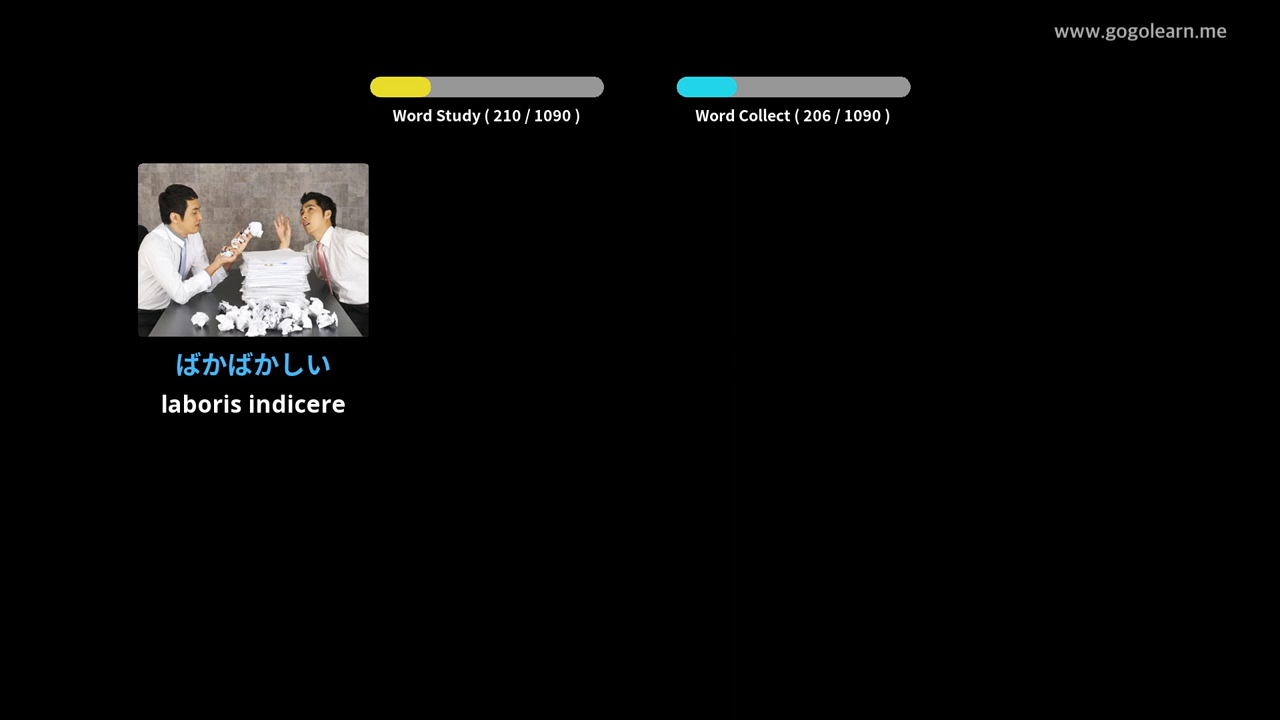 www.gogolearn.me
Word Study ( 210 / 1090 )
Word Collect ( 206 / 1090 )
ばかばかしい
laboris indicere